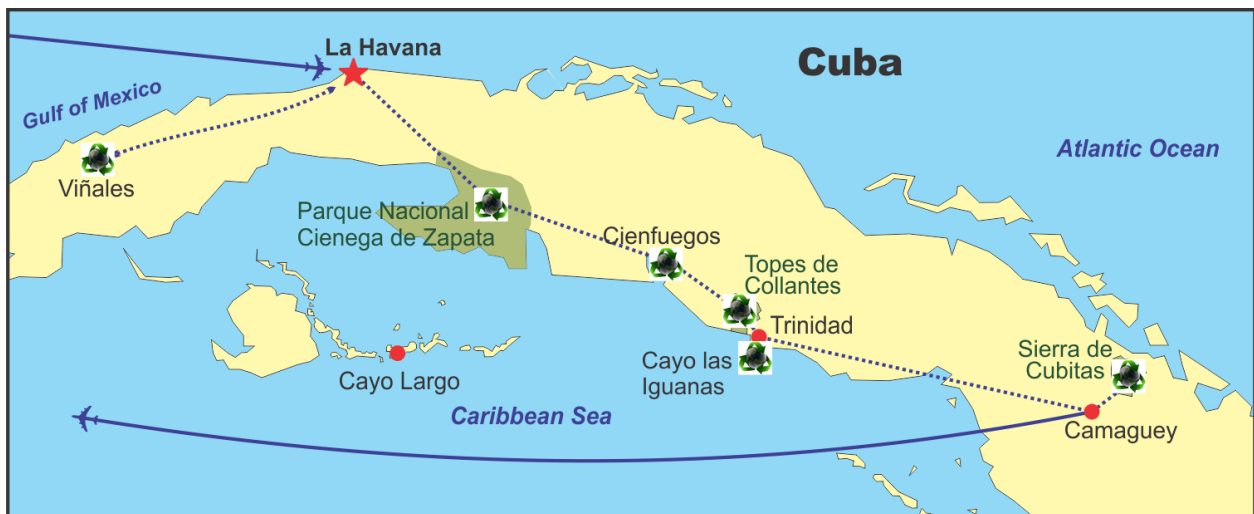 La Havana
Cuba
Gulf of Mexico
Atlantic Ocean
Viñales
Parque Nacional
Cienega de Zapata
Cienfuegos
Topes de
Collantes
Trinidad
Cayo las
Iguanas
Sierra de
Cubitas
Cayo Largo
Caribbean Sea
Camaguey